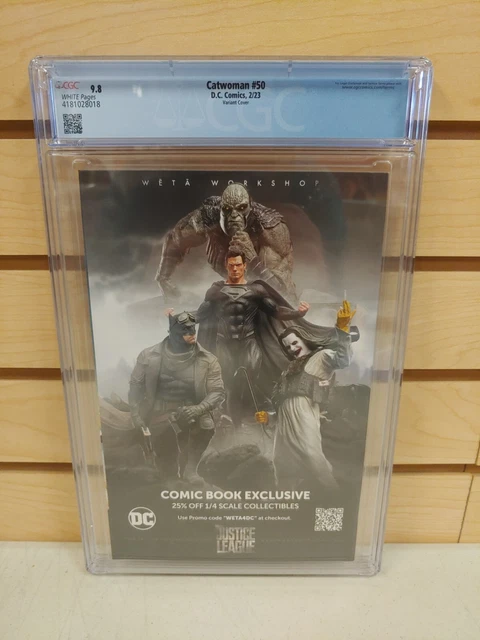 CGC 9.8
WHITE Pages
4181028018
Catwoman #50
D.C. Comics, 2/23
Variant Cover
CGC
WĒTĀ WORKSHOP
COMIC BOOK EXCLUSIVE
25% OFF 1/4 SCALE COLLECTIBLES
Use Promo code "WETA4DC" at checkout.
DC
JUSTICE
LEAGUE